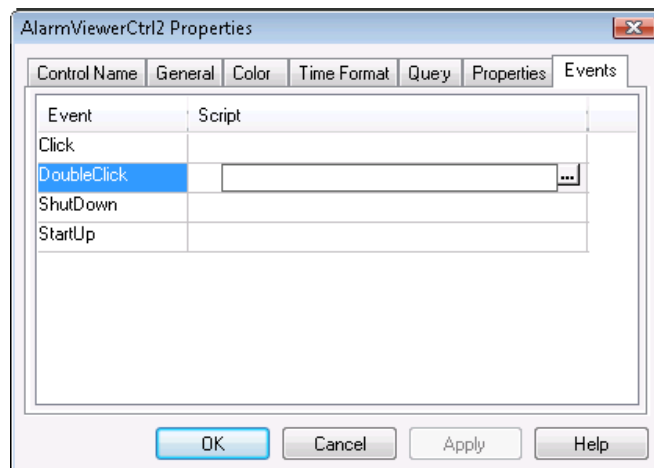 AlarmViewerCtrl2 Properties
Control Name General Color Time Format Query Properties Events
Event Script
Click
DoubleClick ...
ShutDown
StartUp
OK Cancel Apply Help